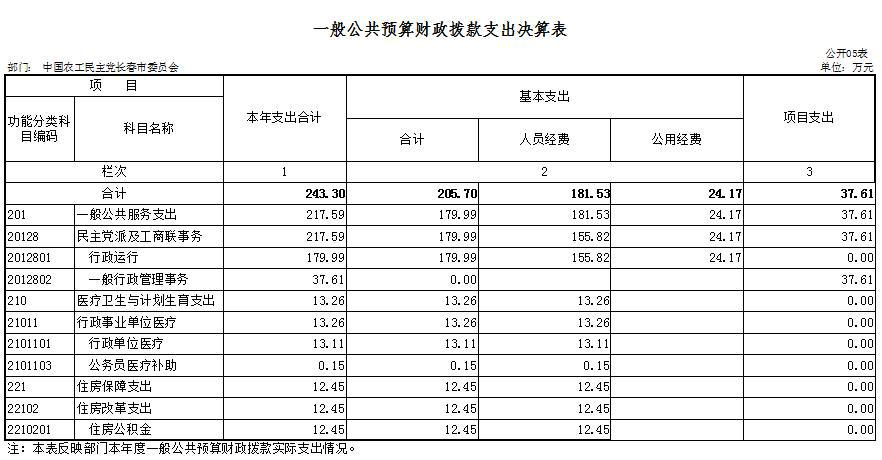 一般公共预算财政拨款支出决算表
公开05表
部门： 中国农工民主党长春市委员会 单位：万元
项 目 本年支出合计 基本支出 项目支出
功能分类科目编码 科目名称 合计 人员经费 公用经费
栏次 1 2 3
合计 243.30 205.70 181.53 24.17 37.61
201 一般公共服务支出 217.59 179.99 181.53 24.17 37.61
20128 民主党派及工商联事务 217.59 179.99 155.82 24.17 37.61
2012801 行政运行 179.99 179.99 155.82 24.17 0.00
2012802 一般行政管理事务 37.61 0.00 37.61
210 医疗卫生与计划生育支出 13.26 13.26 13.26 0.00
21011 行政事业单位医疗 13.26 13.26 13.26 0.00
2101101 行政单位医疗 13.11 13.11 13.11 0.00
2101103 公务员医疗补助 0.15 0.15 0.15 0.00
221 住房保障支出 12.45 12.45 12.45 0.00
22102 住房改革支出 12.45 12.45 12.45 0.00
2210201 住房公积金 12.45 12.45 12.45 0.00
注：本表反映部门本年度一般公共预算财政拨款实际支出情况。